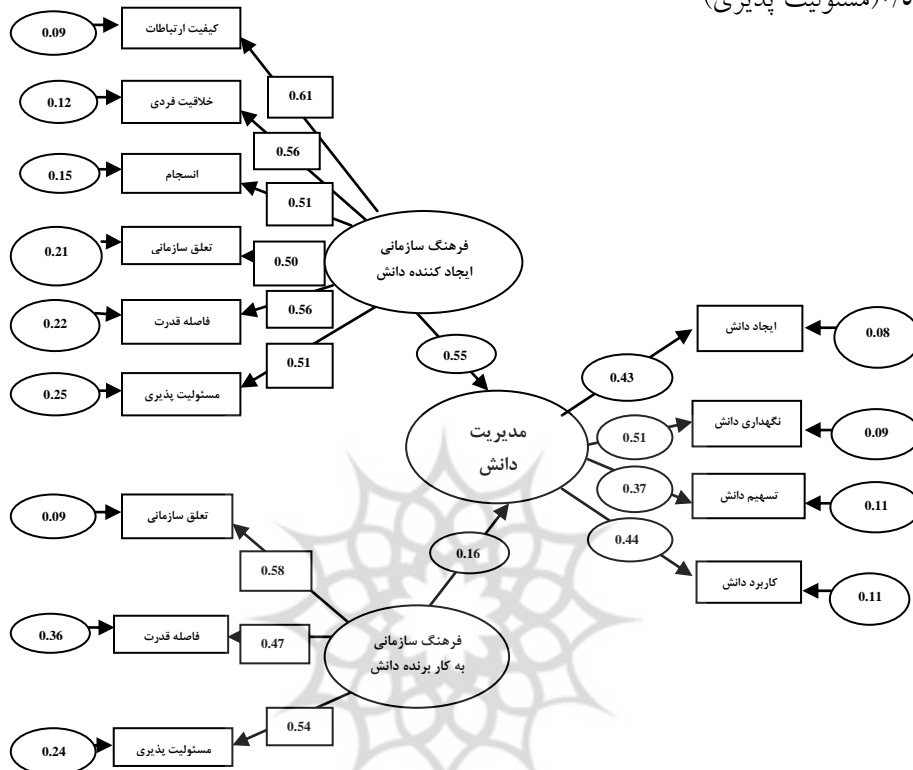 (مسئولیت پذیری)
0.09
کیفیت ارتباطات
0.61
0.12
خلاقیت فردی
0.56
0.15
انسجام
0.51
0.21
تعلق سازمانی
0.50
0.22
فاصله قدرت
0.56
0.25
مسئولیت پذیری
0.51
فرهنگ سازمانی
ایجاد کننده دانش
0.55
مدیریت
دانش
0.43
ایجاد دانش
0.08
0.51
نگهداری دانش
0.09
0.37
تسهیم دانش
0.11
0.44
کاربرد دانش
0.11
0.16
0.09
تعلق سازمانی
0.58
0.36
فاصله قدرت
0.47
فرهنگ سازمانی
به کار برنده دانش
0.54
0.24
مسئولیت پذیری